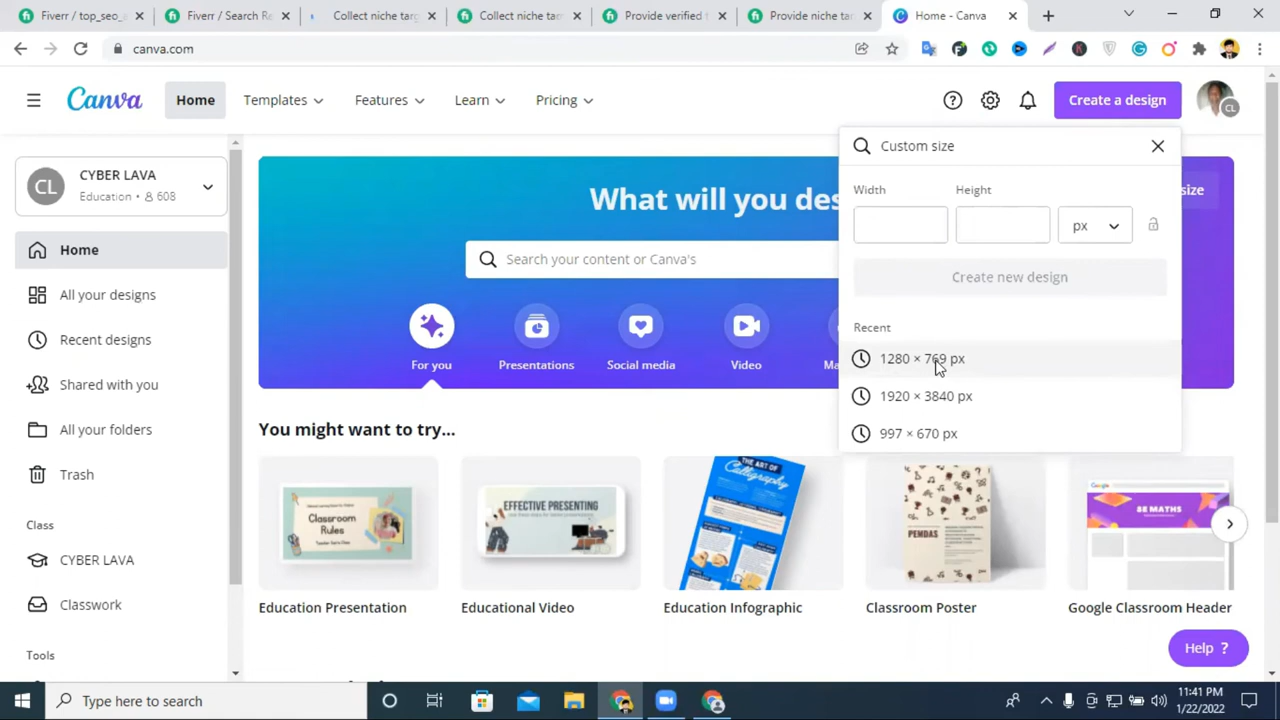 Fiverr / top_seo_
Fiverr / Search Re
Collect niche targ
Collect niche tam
Provide verified t
Provide niche tar
Home - Canva
canva.com
Canva
Home
Templates
Features
Learn
Pricing
Create a design
CL
CL
CYBER LAVA
Education • 608
Home
All your designs
Recent designs
Shared with you
All your folders
Trash
Class
CYBER LAVA
Classwork
Tools
What will you des
size
Search your content or Canva's
For you
Presentations
Social media
Video
Custom size
Width
Height
px
Create new design
Recent
1280 × 769 px
1920 × 3840 px
997 × 670 px
You might want to try...
Classroom
Rules
EFFECTIVE PRESENTING
THE ART OF
Calligraphy
PEMDAS
8E MATHS
Education Presentation
Educational Video
Education Infographic
Classroom Poster
Google Classroom Header
Help ?
Type here to search
11:41 PM
1/22/2022